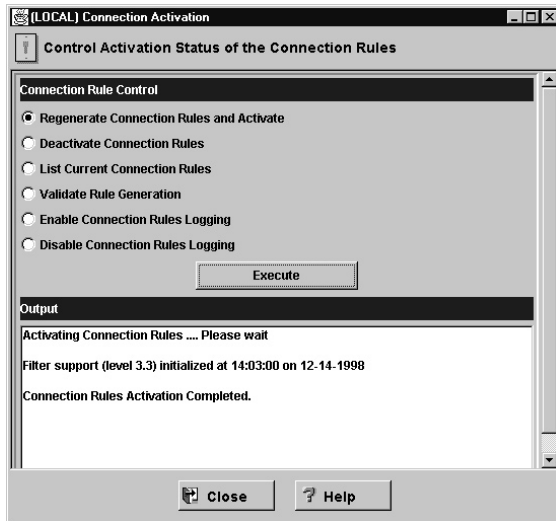 (LOCAL) Connection Activation
Control Activation Status of the Connection Rules
Connection Rule Control
Regenerate Connection Rules and Activate
Deactivate Connection Rules
List Current Connection Rules
Validate Rule Generation
Enable Connection Rules Logging
Disable Connection Rules Logging
Execute
Output
Activating Connection Rules .... Please wait
Filter support (level 3.3) initialized at 14:03:00 on 12-14-1998
Connection Rules Activation Completed.
Close
? Help